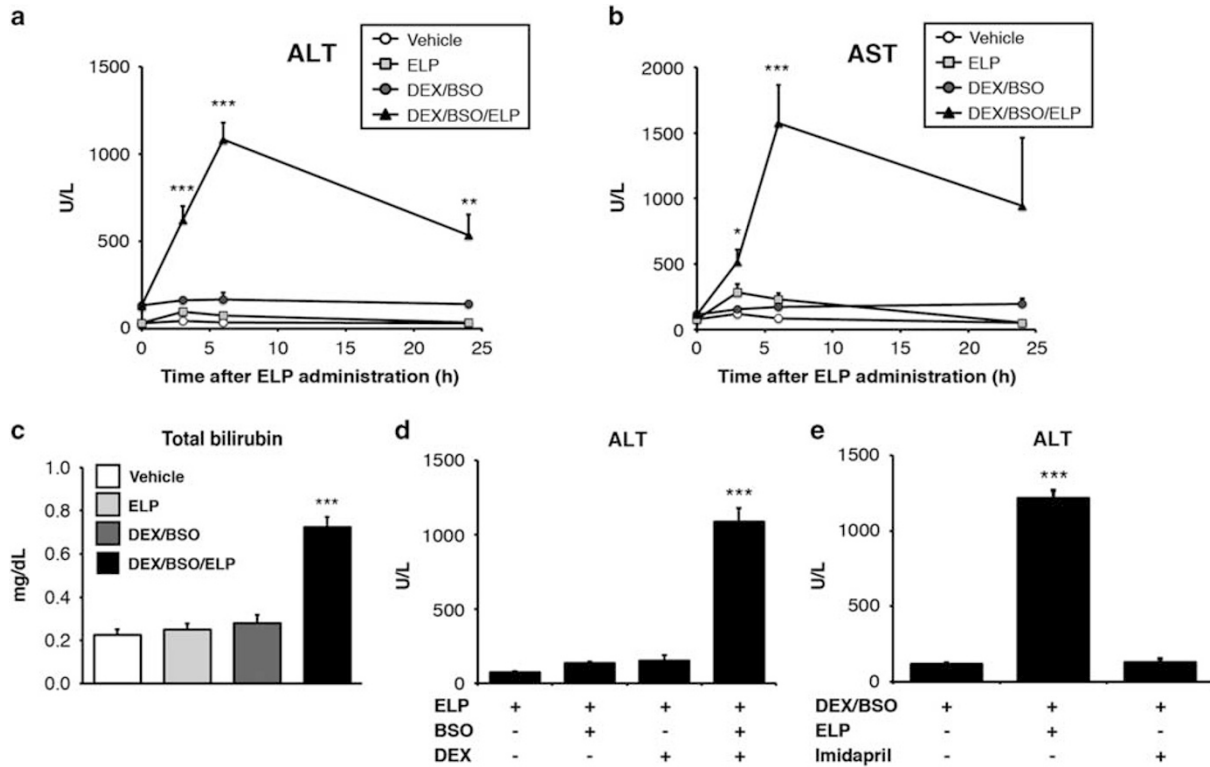 a
ALT
Vehicle
ELP
DEX/BSO
DEX/BSO/ELP
1500
1000
500
0
U/L
***
***
**
0 5 10 15 20 25
Time after ELP administration (h)
b
AST
Vehicle
ELP
DEX/BSO
DEX/BSO/ELP
2000
1500
1000
500
0
U/L
*
***
0 5 10 15 20 25
Time after ELP administration (h)
c
Total bilirubin
Vehicle
ELP
DEX/BSO
DEX/BSO/ELP
1.0
0.8
0.6
0.4
0.2
0.0
mg/dL
***
d
ALT
1500
1000
500
0
U/L
***
ELP + + + +
BSO - + - +
DEX - - + +
e
ALT
1500
1000
500
0
U/L
***
DEX/BSO + + +
ELP - + -
Imidapril - - +